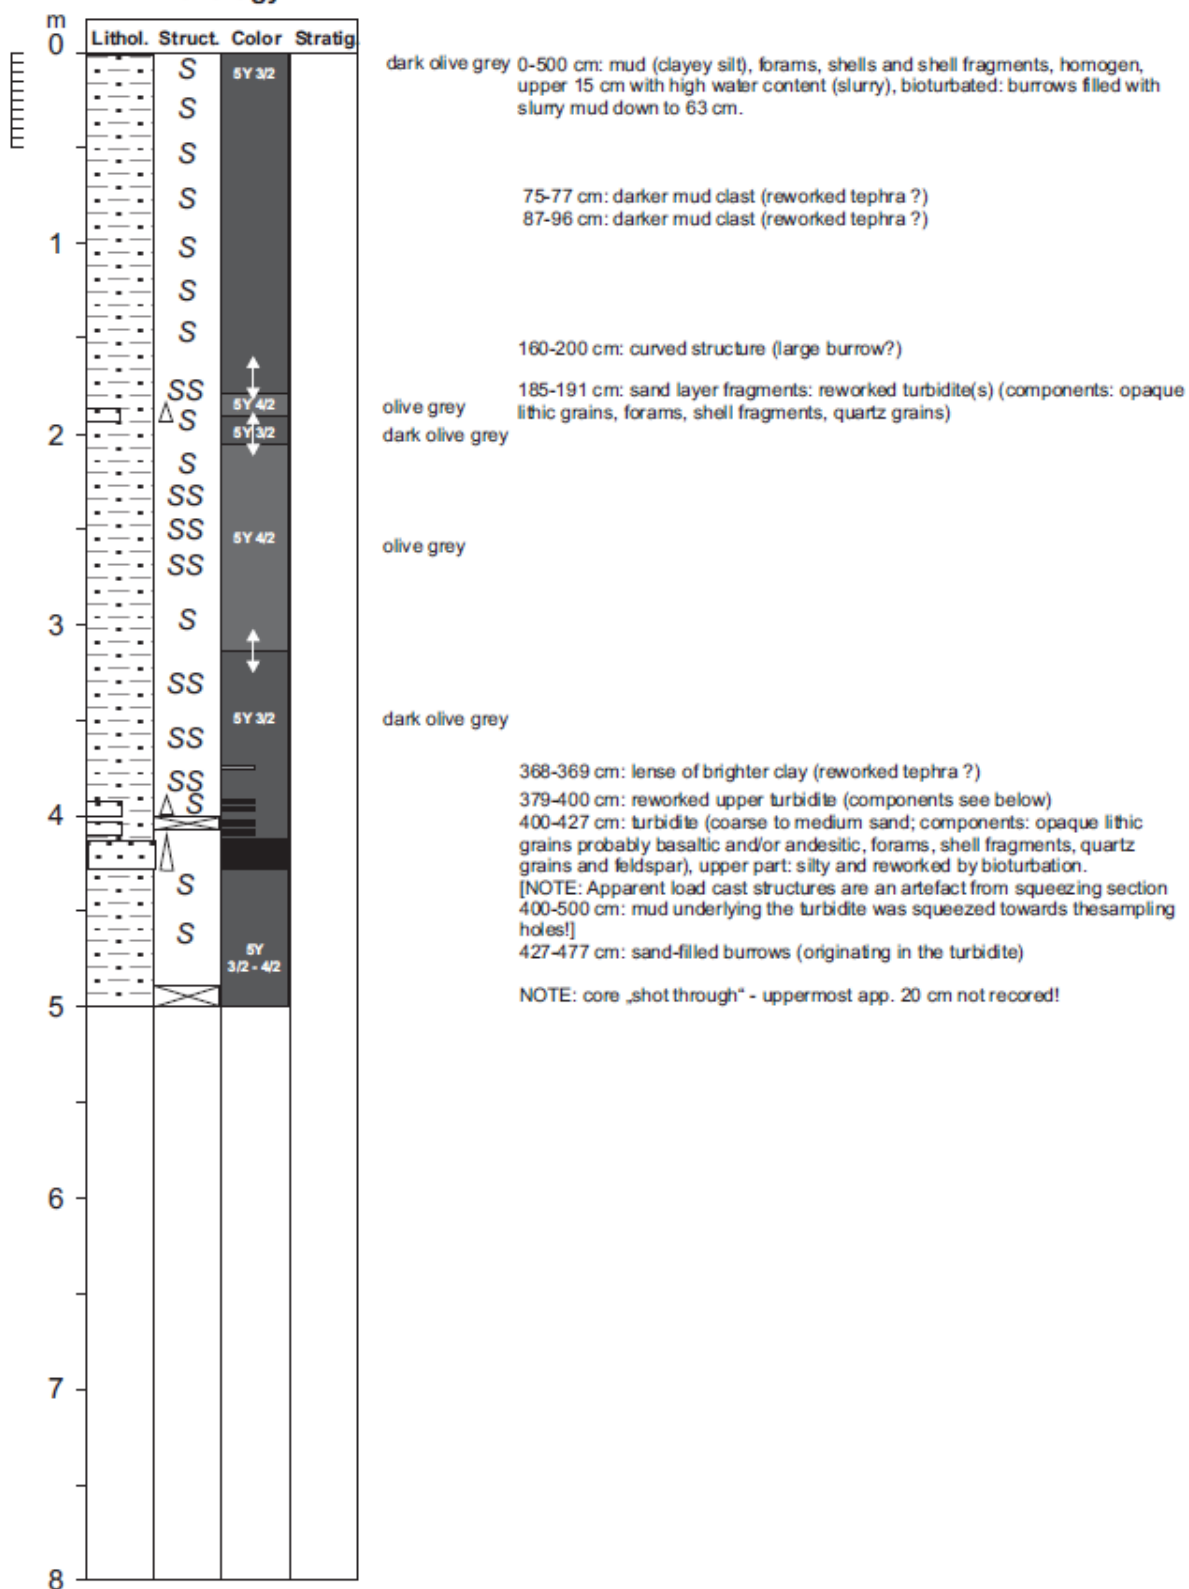 gy
m
Lithol. Struct. Color Stratig.
0
S
5Y 3/2
dark olive grey 0-500 cm: mud (clayey silt), forams, shells and shell fragments, homogen,
upper 15 cm with high water content (slurry), bioturbated: burrows filled with
slurry mud down to 63 cm.
S
S
S
75-77 cm: darker mud clast (reworked tephra ?)
87-96 cm: darker mud clast (reworked tephra ?)
1
S
S
S
160-200 cm: curved structure (large burrow?)
SS
185-191 cm: sand layer fragments: reworked turbidite(s) (components: opaque
lithic grains, forams, shell fragments, quartz grains)
5Y 4/2
olive grey
S
2
5Y 3/2
dark olive grey
S
SS
SS
5Y 4/2
olive grey
SS
S
3
SS
5Y 3/2
dark olive grey
SS
368-369 cm: lense of brighter clay (reworked tephra ?)
SS
S
379-400 cm: reworked upper turbidite (components see below)
4
400-427 cm: turbidite (coarse to medium sand; components: opaque lithic
grains probably basaltic and/or andesitic, forams, shell fragments, quartz
grains and feldspar), upper part: silty and reworked by bioturbation.
S
[NOTE: Apparent load cast structures are an artefact from squeezing section
400-500 cm: mud underlying the turbidite was squeezed towards thesampling
holes!]
S
5Y
3/2 - 4/2
427-477 cm: sand-filled burrows (originating in the turbidite)
5
NOTE: core „shot through“ - uppermost app. 20 cm not recored!
6
7
8